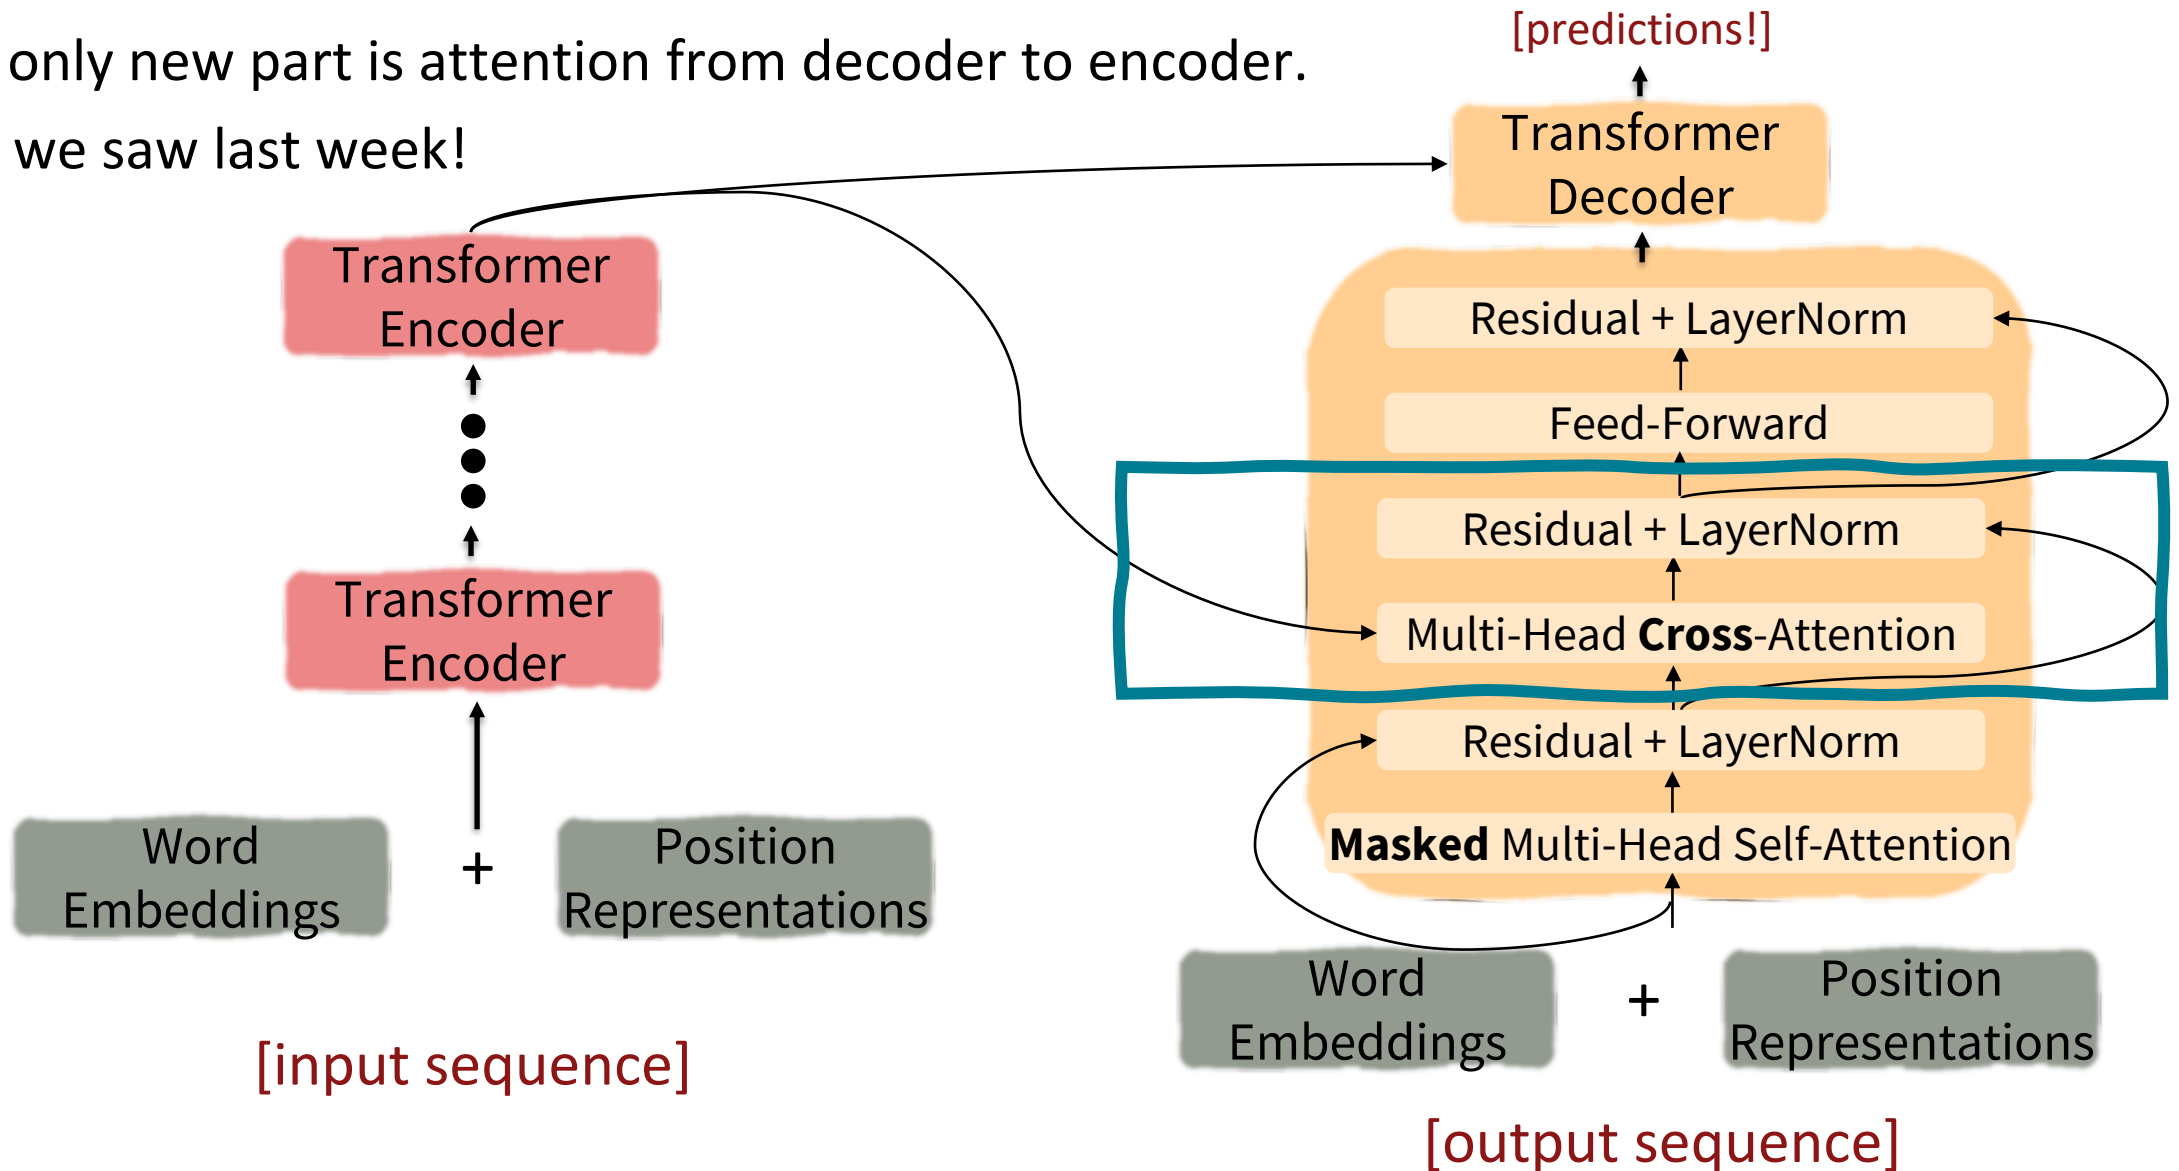 only new part is attention from decoder to encoder.
we saw last week!
[predictions!]
Transformer
Decoder
Transformer
Encoder
Transformer
Encoder
Word
Embeddings
+
Position
Representations
[input sequence]
Residual + LayerNorm
Feed-Forward
Residual + LayerNorm
Multi-Head Cross-Attention
Residual + LayerNorm
Masked Multi-Head Self-Attention
Word
Embeddings
+
Position
Representations
[output sequence]